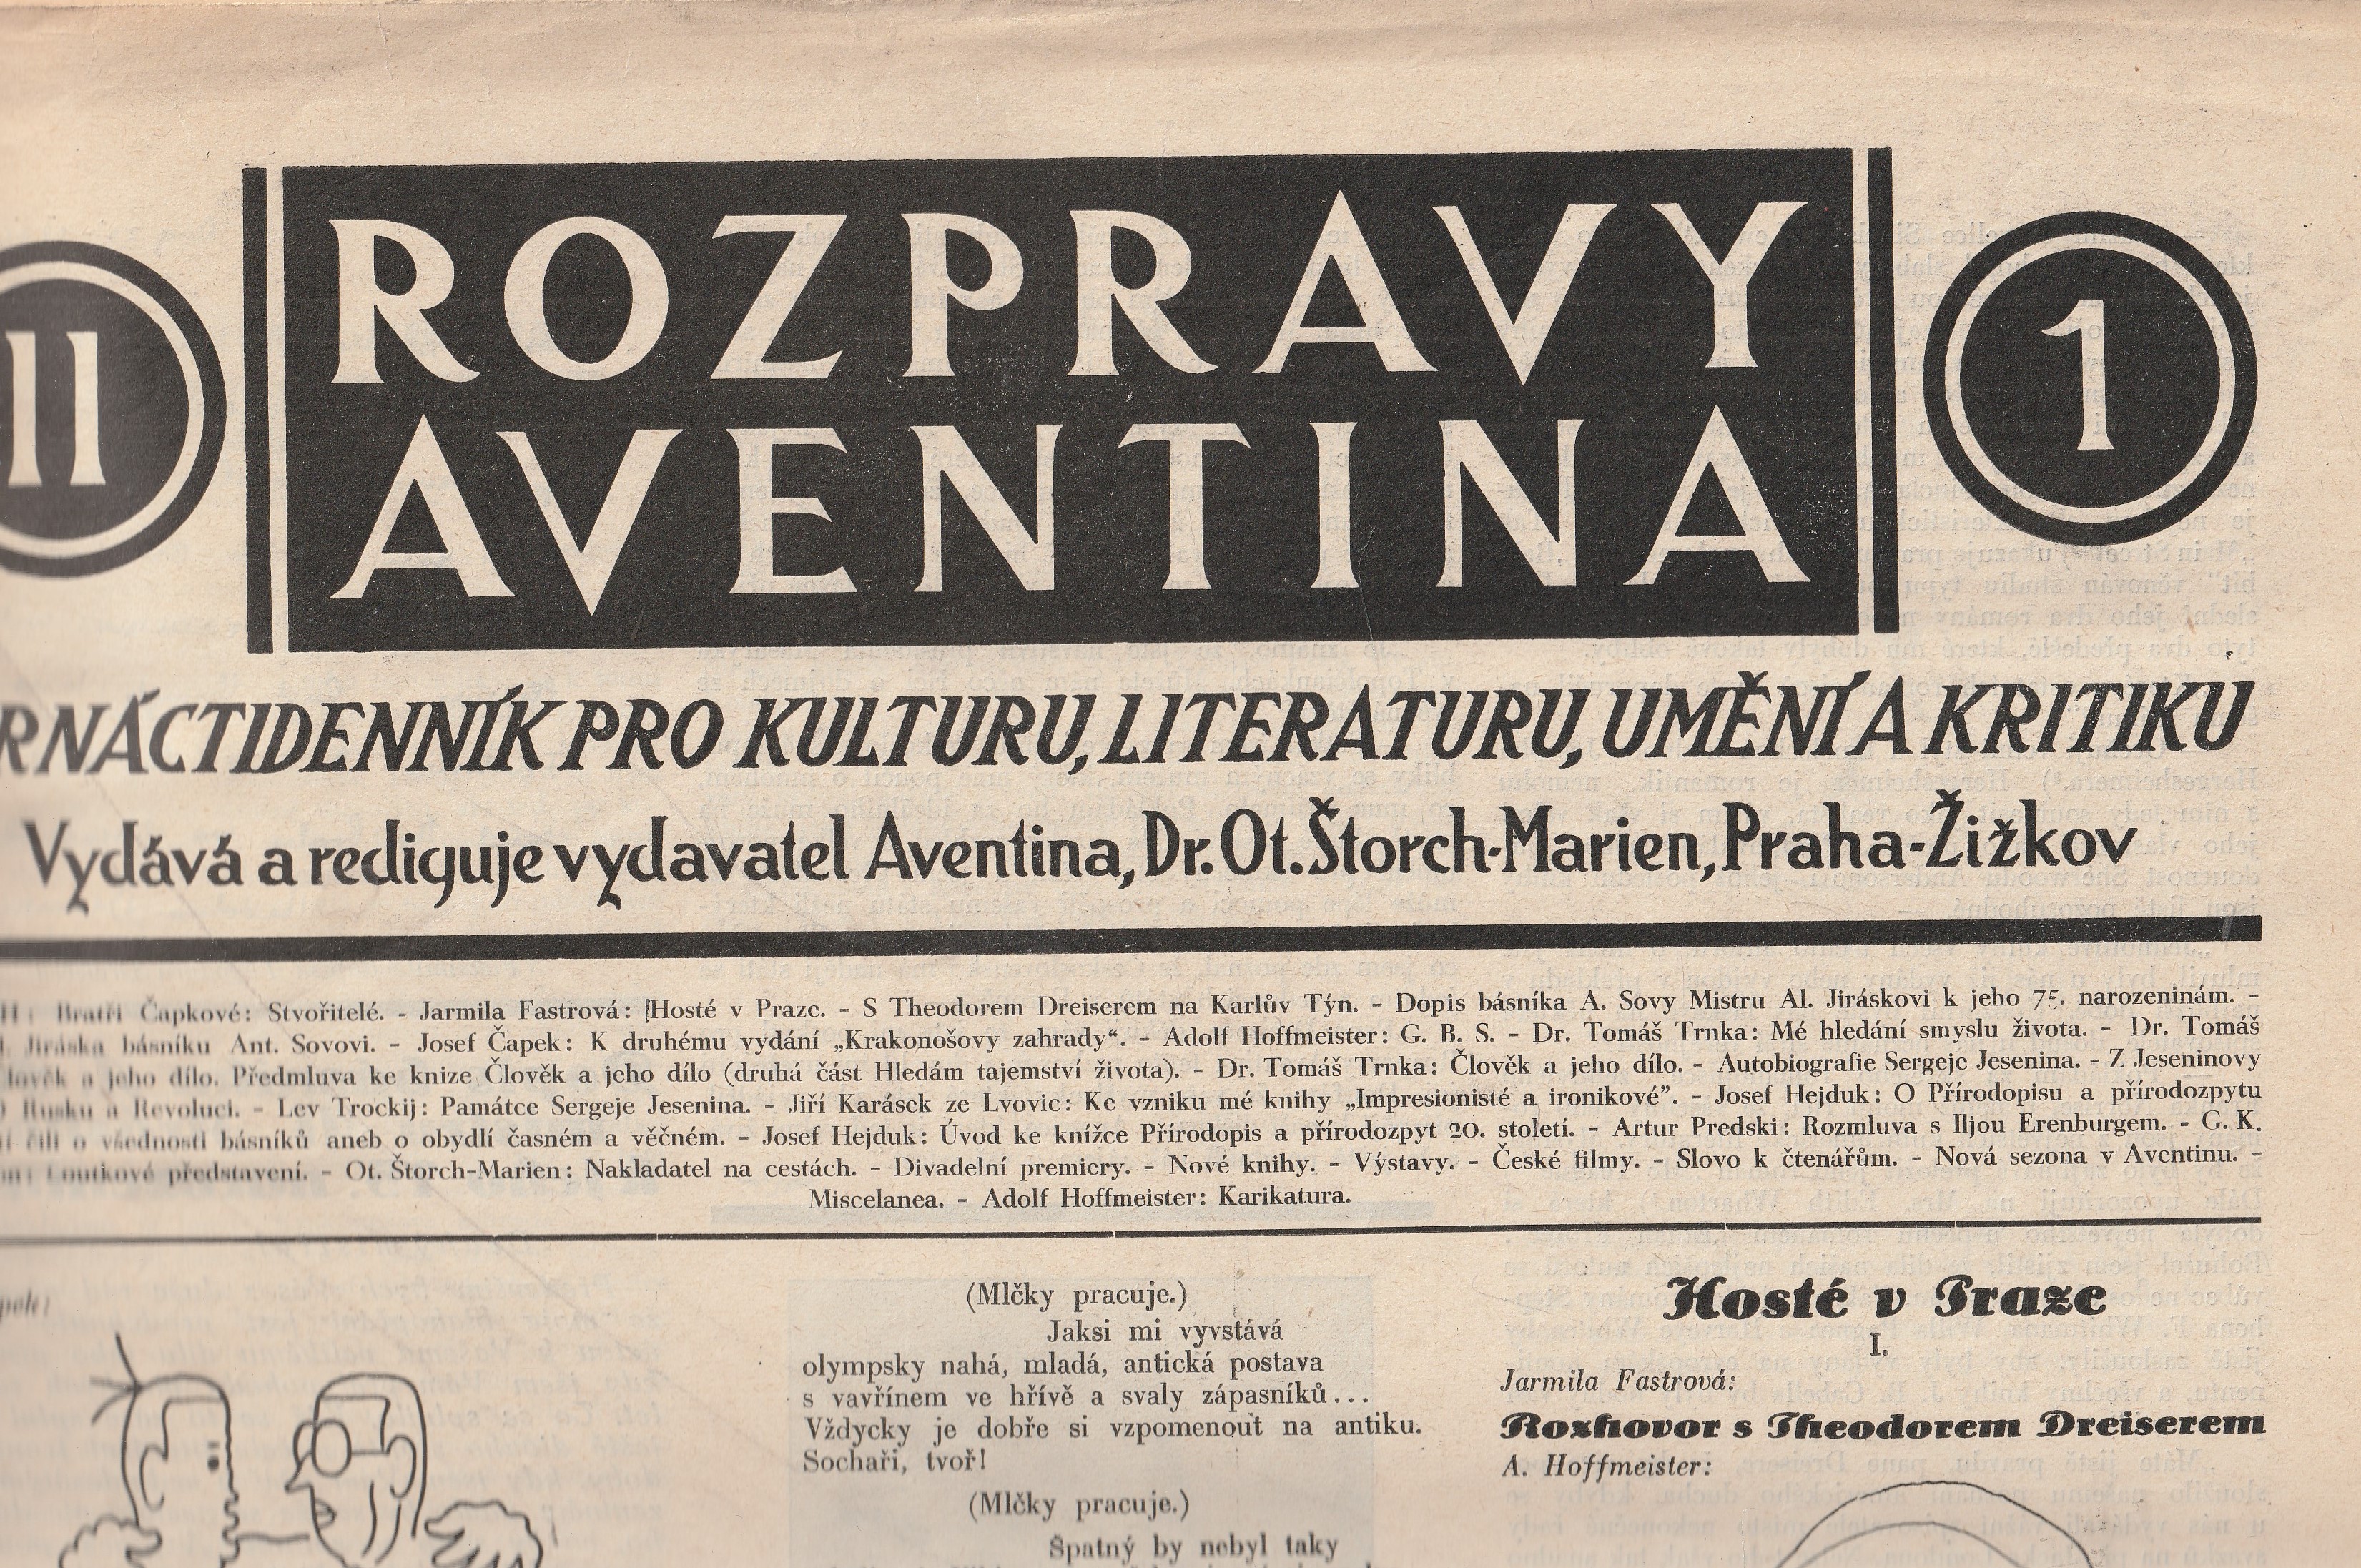 II
ROZPRAVY
AVENTINA
1
RNÁCTIDENNÍK PRO KULTURU, LITERATURU, UMĚNÍ A KRITIKU
Vydává a rediguje vydavatel Aventina, Dr. Ot. Štorch-Marien, Praha-Žižkov
Bratří Čapkové: Stvořitelé. - Jarmila Fastrová: Hosté v Praze. - S Theodorem Dreiserem na Karlův Týn. - Dopis básníka A. Sovy Mistru Al. Jiráskovi k jeho 75. narozeninám. -
Jiráska básníku Ant. Sovovi. - Josef Čapek: K druhému vydání „Krakonošovy zahrady“. - Adolf Hoffmeister: G. B. S. - Dr. Tomáš Trnka: Mé hledání smyslu života. - Dr. Tomáš
Člověk a jeho dílo. Předmluva ke knize Člověk a jeho dílo (druhá část Hledám tajemství života). - Dr. Tomáš Trnka: Člověk a jeho dílo. - Autobiografie Sergeje Jesenina. - Z Jeseninovy
Rusku a Revoluci. - Lev Trockij: Památce Sergeje Jesenina. - Jiří Karásek ze Lvovic: Ke vzniku mé knihy „Impresionisté a ironikové”. - Josef Hejduk: O Přírodopisu a přírodozpytu
čili o všednosti básníků aneb o obydlí časném a věčném. - Josef Hejduk: Úvod ke knížce Přírodopis a přírodozpyt 20. století. - Artur Predski: Rozmluva s Iljou Erenburgem. - G. K.
Loutkové představení. - Ot. Štorch-Marien: Nakladatel na cestách. - Divadelní premiery. - Nové knihy. - Výstavy. - České filmy. - Slovo k čtenářům. - Nová sezona v Aventinu. -
Miscelanea. - Adolf Hoffmeister: Karikatura.
(Mlčky pracuje.)
Jaksi mi vyvstává
olympsky nahá, mladá, antická postava
s vavřínem ve hřívě a svaly zápasníků...
Vždycky je dobře si vzpomenout na antiku.
Sochaři, tvoř!
(Mlčky pracuje.)
Špatný by nebyl taky
Hosté v Praze
I.
Jarmila Fastrová:
Rozhovor s Theodorem Dreiserem
A. Hoffmeister: